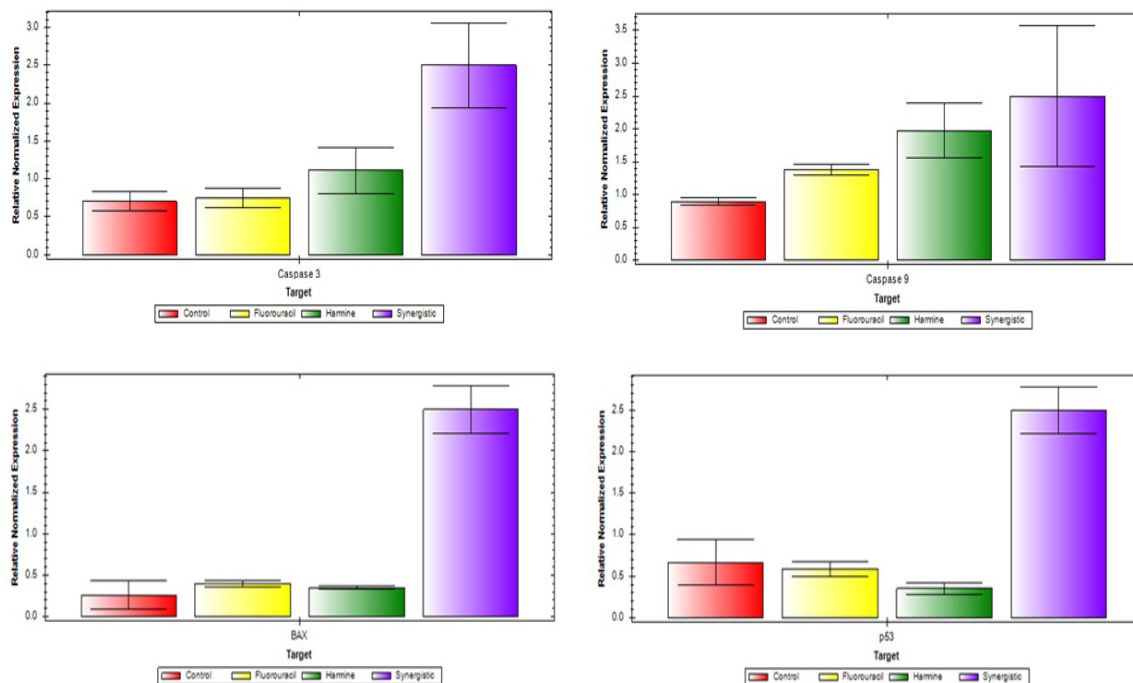 Relative Normalized Expression
3.0
2.5
2.0
1.5
1.0
0.5
0.0
Caspase 3
Target
Control Fluorouracil Harmine Synergistic
Relative Normalized Expression
3.5
3.0
2.5
2.0
1.5
1.0
0.5
0.0
Caspase 9
Target
Control Fluorouracil Harmine Synergistic
Relative Normalized Expression
2.5
2.0
1.5
1.0
0.5
0.0
BAX
Target
Control Fluorouracil Harmine Synergistic
Relative Normalized Expression
2.5
2.0
1.5
1.0
0.5
0.0
p53
Target
Control Fluorouracil Harmine Synergistic